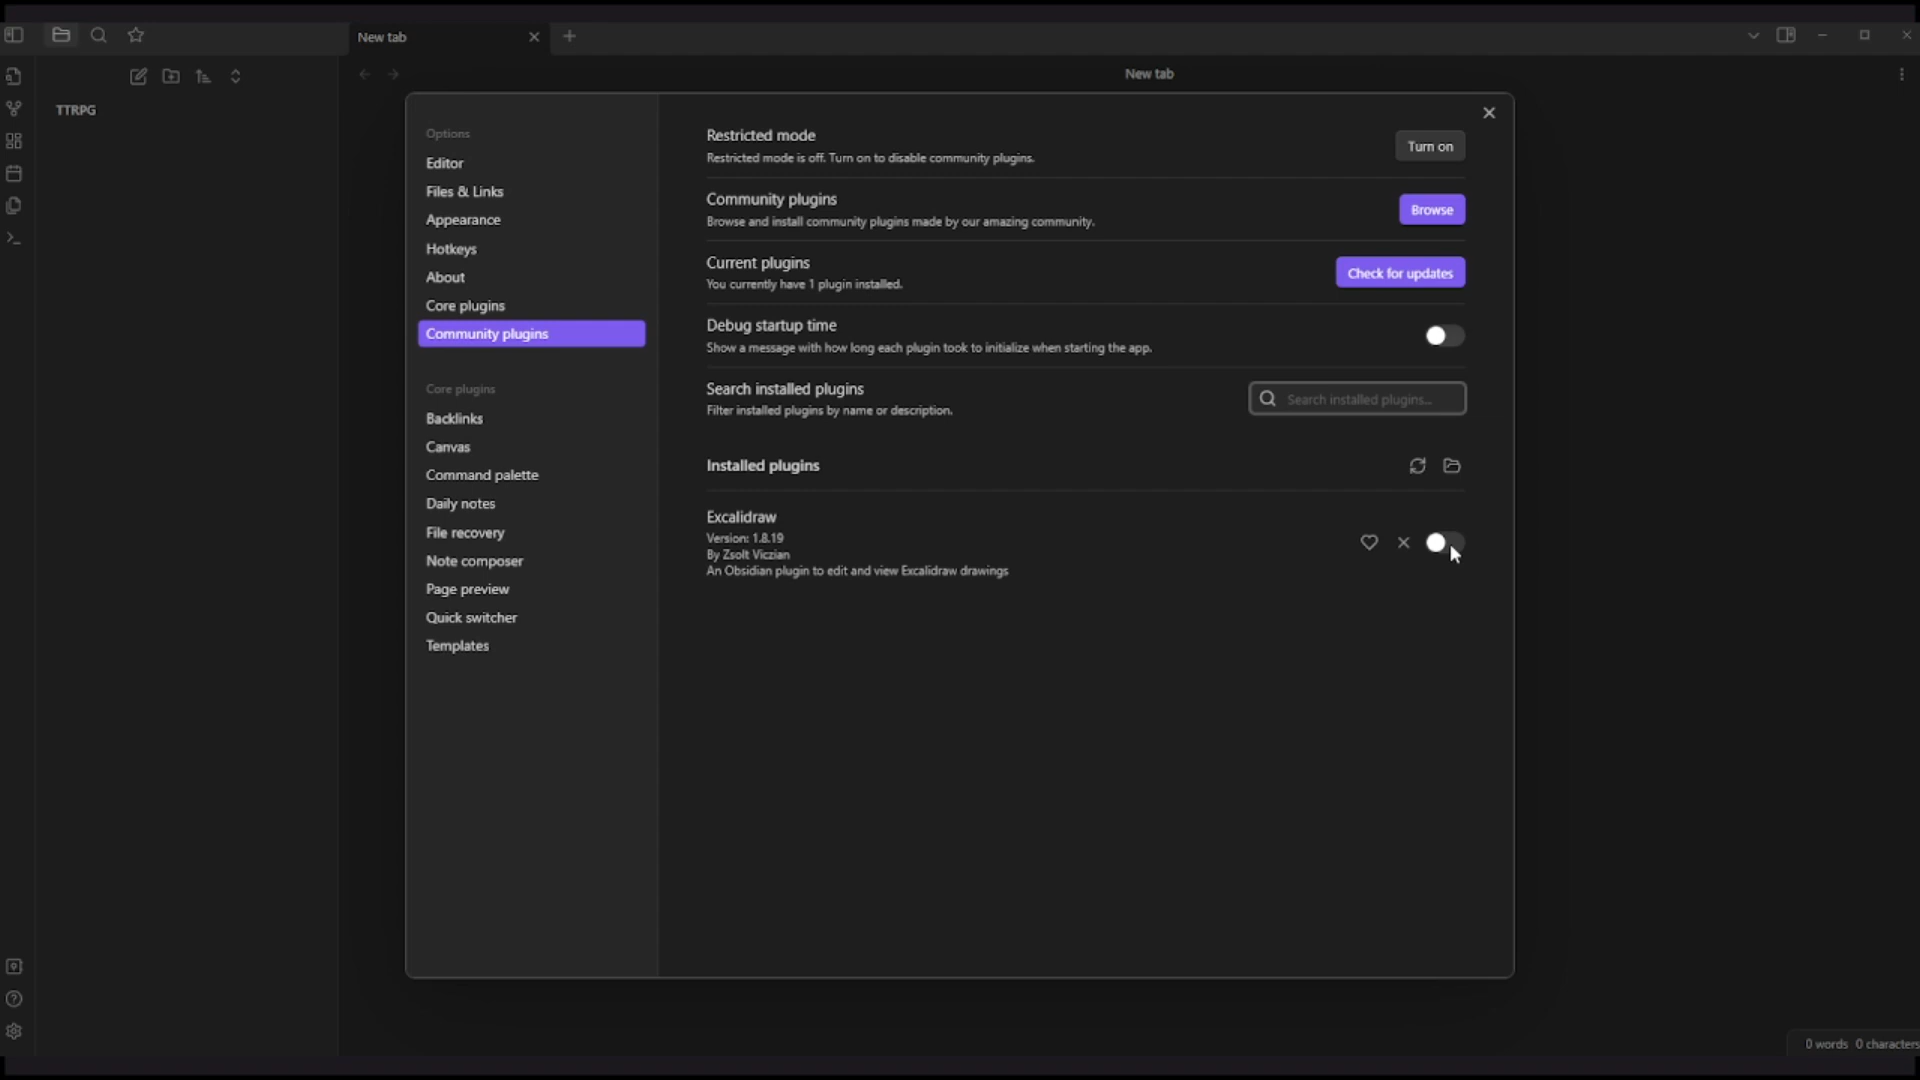 New tab
New tab
TTRPG
Options
Editor
Files & Links
Appearance
Hotkeys
About
Core plugins
Community plugins
Core plugins
Backlinks
Canvas
Command palette
Daily notes
File recovery
Note composer
Page preview
Quick switcher
Templates
Restricted mode
Restricted mode is off. Turn on to disable community plugins.
Turn on
Community plugins
Browse and install community plugins made by our amazing community.
Browse
Current plugins
You currently have 1 plugin installed.
Check for updates
Debug startup time
Show a message with how long each plugin took to initialize when starting the app.
Search installed plugins
Filter installed plugins by name or description.
Search installed plugins...
Installed plugins
Excalidraw
Version: 1.8.19
By Zsolt Viczian
An Obsidian plugin to edit and view Excalidraw drawings
0 words 0 characters